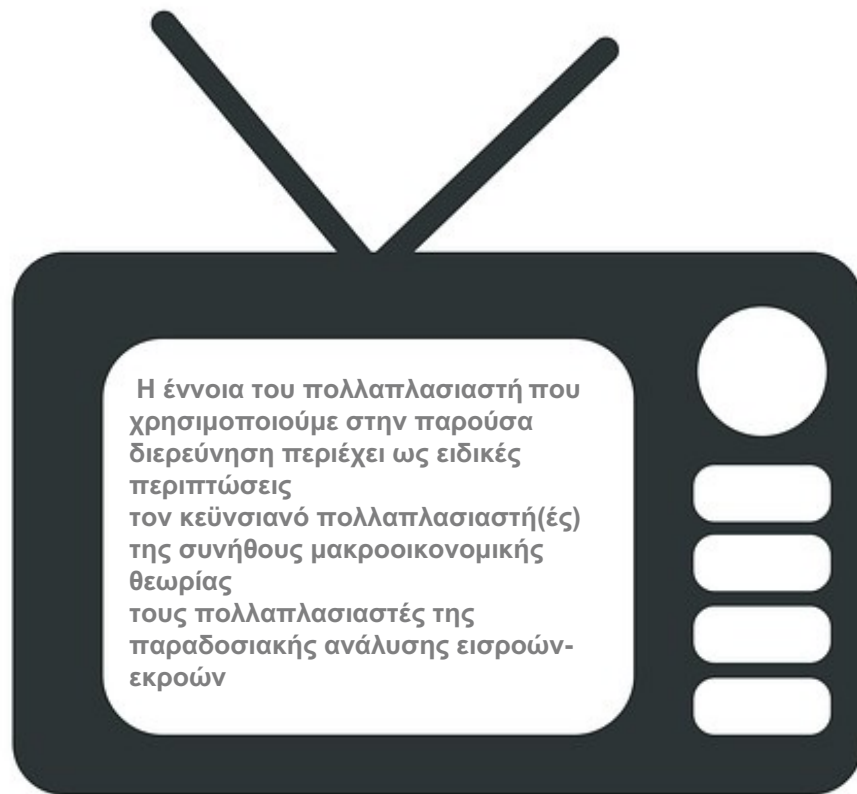 Η έννοια του πολλαπλασιαστή που
χρησιμοποιούμε στην παρούσα
διερεύνηση περιέχει ως ειδικές
περιπτώσεις
τον κεϋνσιανό πολλαπλασιαστή(ές)
της συνήθους μακροοικονομικής
θεωρίας
τους πολλαπλασιαστές της
παραδοσιακής ανάλυσης εισροών-
εκροών